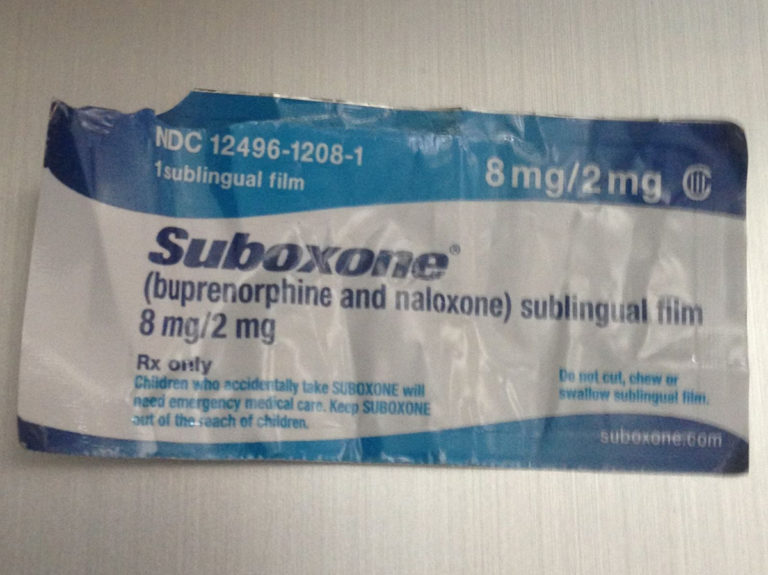 NDC 12496-1208-1
1 sublingual film
8 mg/2 mg CIII
Suboxone®
(buprenorphine and naloxone) sublingual film
8 mg/2 mg
Rx only
Children who accidentally take SUBOXONE will
need emergency medical care. Keep SUBOXONE
out of the reach of children.
Do not cut, chew or
swallow sublingual film.
suboxone.com